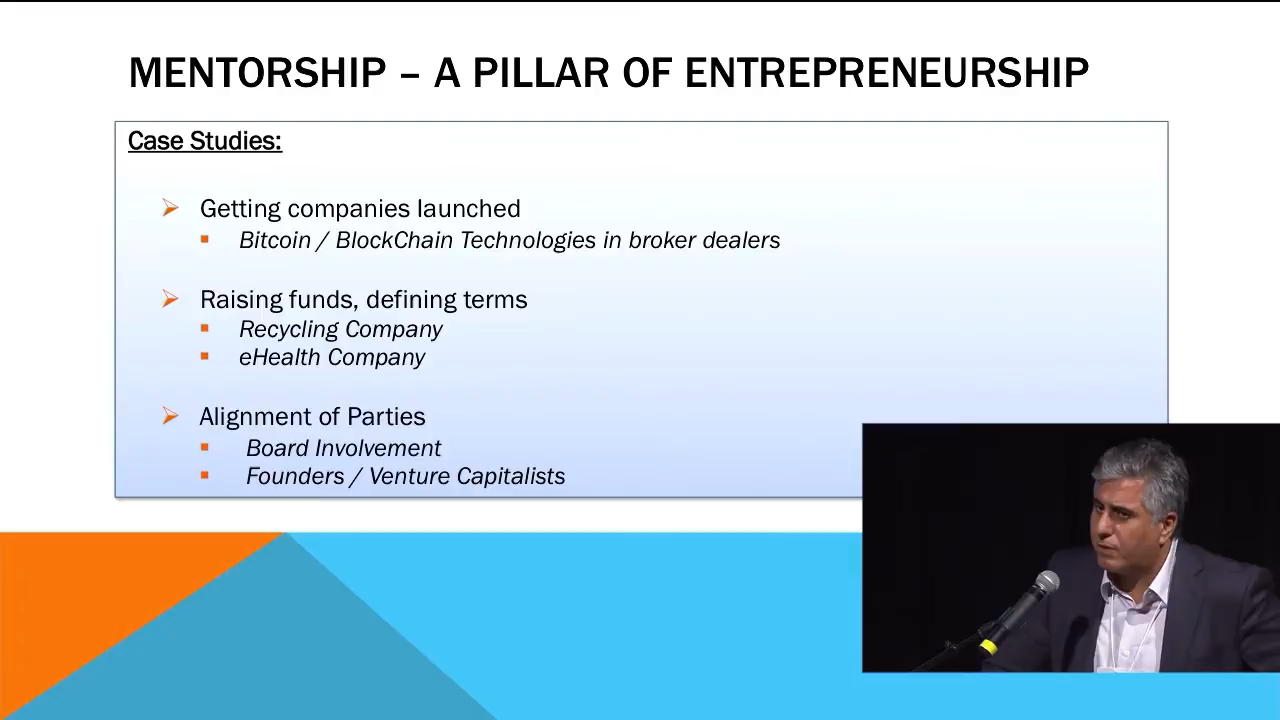 MENTORSHIP – A PILLAR OF ENTREPRENEURSHIP
Case Studies:
Getting companies launched
Bitcoin / BlockChain Technologies in broker dealers
Raising funds, defining terms
Recycling Company
eHealth Company
Alignment of Parties
Board Involvement
Founders / Venture Capitalists